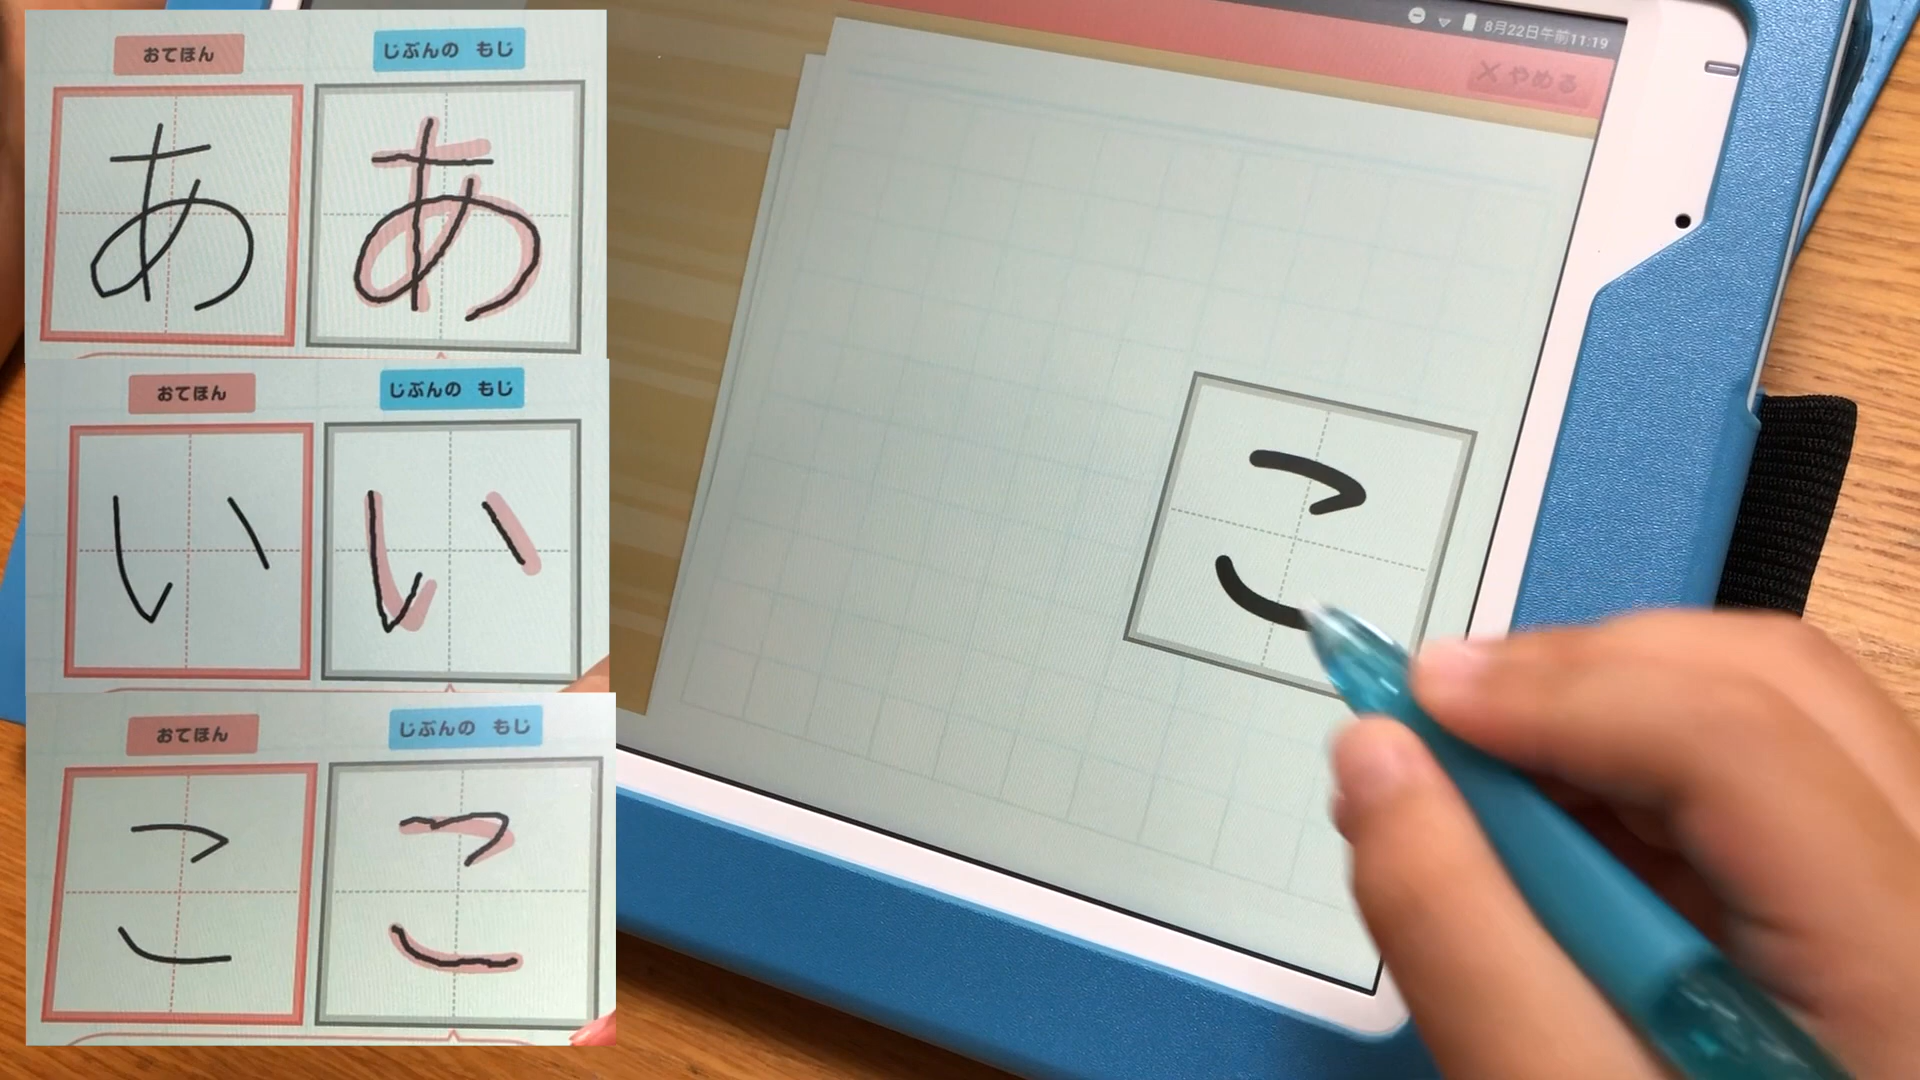 おてほん じぶんの もじ
あ あ
おてほん じぶんの もじ
い い
おてほん じぶんの もじ
こ こ
8月22日午前11:19
×やめる
こ